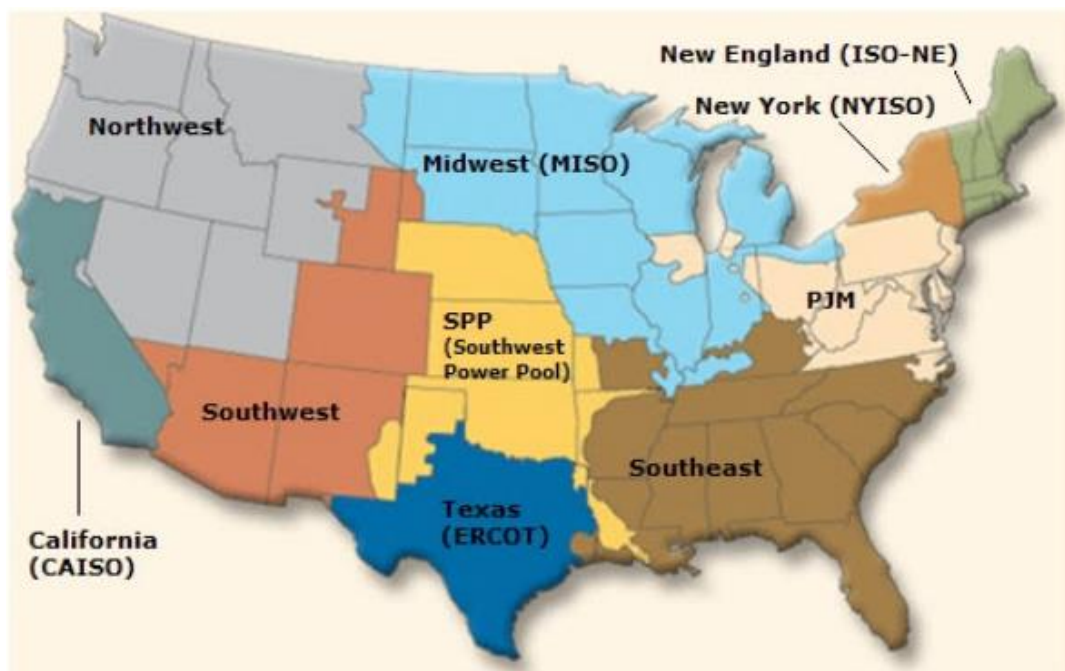 New England (ISO-NE)
New York (NYISO)
Northwest
Midwest (MISO)
PJM
SPP
(Southwest
Power Pool)
Southwest
Southeast
Texas
(ERCOT)
California
(CAISO)